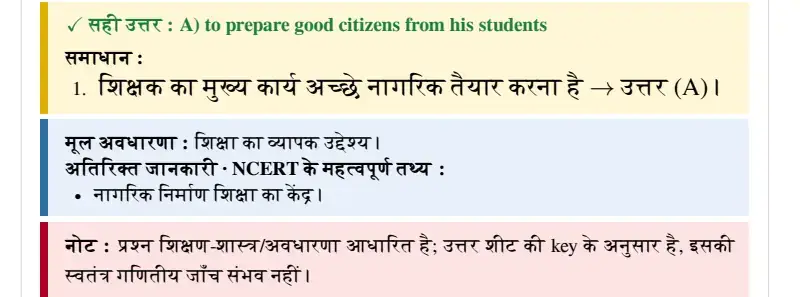 ✓ सही उत्तर : A) to prepare good citizens from his students
समाधान :
1. शिक्षक का मुख्य कार्य अच्छे नागरिक तैयार करना है → उत्तर (A)।
मूल अवधारणा : शिक्षा का व्यापक उद्देश्य।
अतिरिक्त जानकारी · NCERT के महत्वपूर्ण तथ्य :
• नागरिक निर्माण शिक्षा का केंद्र।
नोट : प्रश्न शिक्षण-शास्त्र/अवधारणा आधारित है; उत्तर शीट की key के अनुसार है, इसकी
स्वतंत्र गणितीय जाँच संभव नहीं।